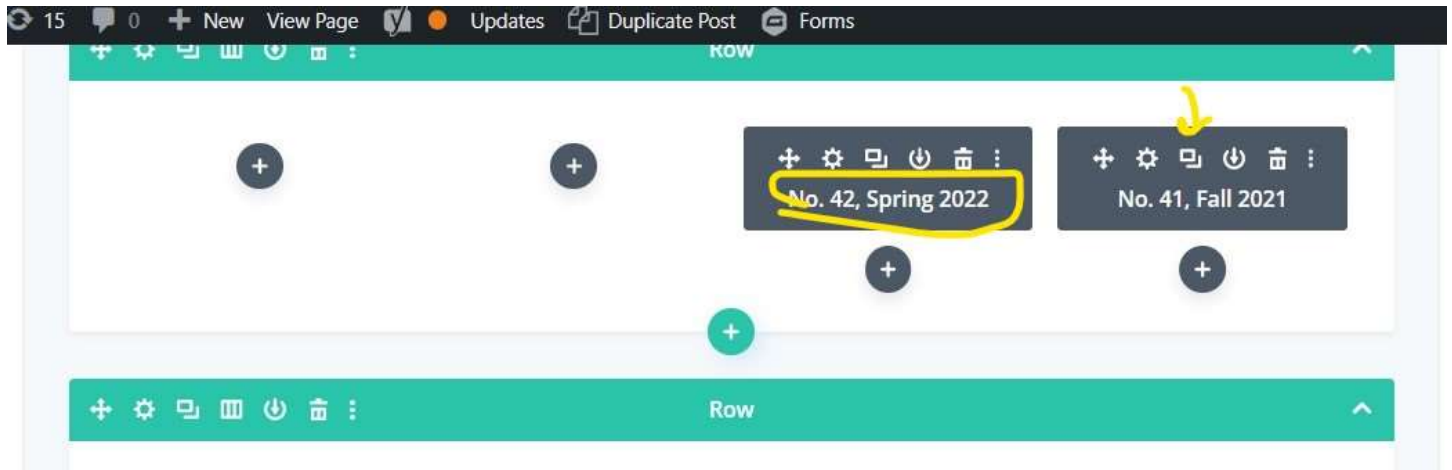 15 0 New View Page Updates Duplicate Post Forms
Row
No. 42, Spring 2022 No. 41, Fall 2021
Row